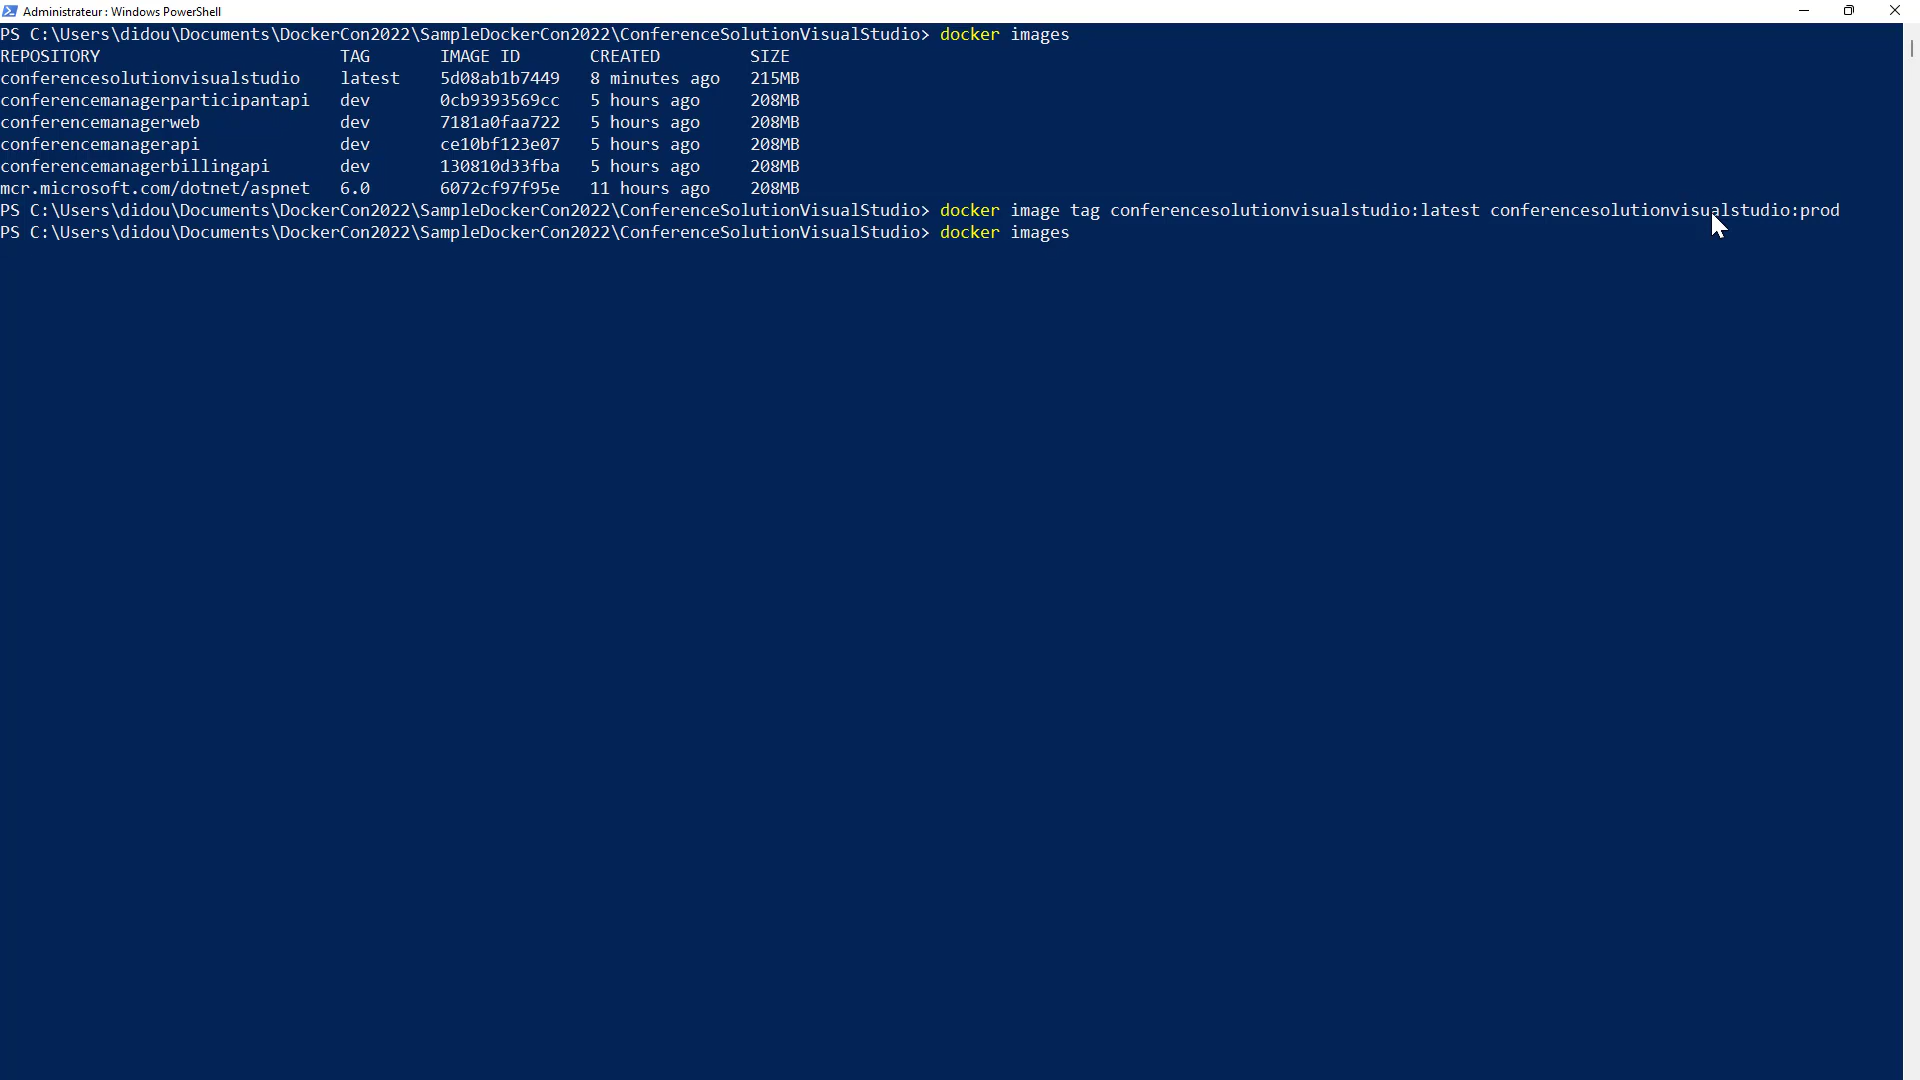 Administrateur : Windows PowerShell
PS C:\Users\didou\Documents\DockerCon2022\SampleDockerCon2022\ConferenceSolutionVisualStudio> docker images
REPOSITORY TAG IMAGE ID CREATED SIZE
conferencesolutionvisualstudio latest 5d08ab1b7449 8 minutes ago 215MB
conferencemanagerparticipantapi dev 0cb9393569cc 5 hours ago 208MB
conferencemanagerweb dev 7181a0faa722 5 hours ago 208MB
conferencemanagerapi dev ce10bf123e07 5 hours ago 208MB
conferencemanagerbillingapi dev 130810d33fba 5 hours ago 208MB
mcr.microsoft.com/dotnet/aspnet 6.0 6072cf97f95e 11 hours ago 208MB
PS C:\Users\didou\Documents\DockerCon2022\SampleDockerCon2022\ConferenceSolutionVisualStudio> docker image tag conferencesolutionvisualstudio:latest conferencesolutionvisualstudio:prod
PS C:\Users\didou\Documents\DockerCon2022\SampleDockerCon2022\ConferenceSolutionVisualStudio> docker images